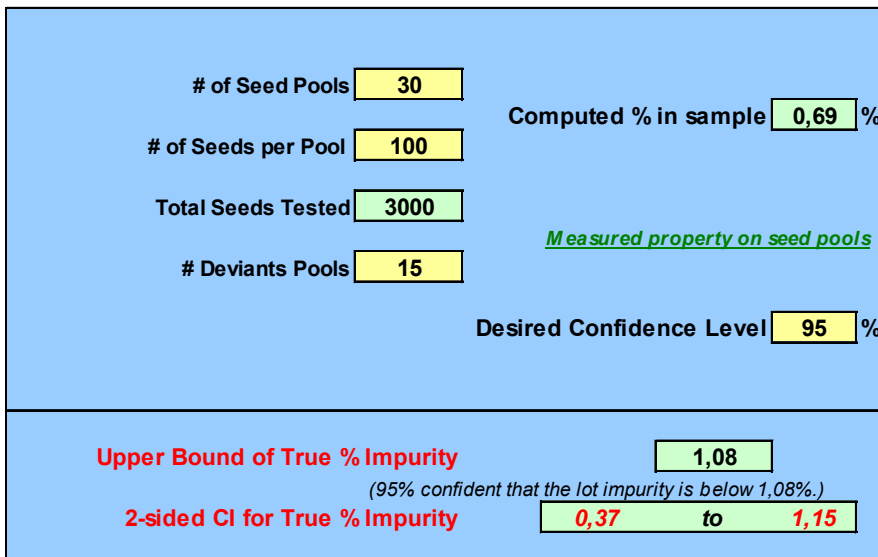 # of Seed Pools 30
Computed % in sample 0,69 %
# of Seeds per Pool 100
Total Seeds Tested 3000
Measured property on seed pools
# Deviants Pools 15
Desired Confidence Level 95 %
Upper Bound of True % Impurity 1,08
(95% confident that the lot impurity is below 1,08%.)
2-sided CI for True % Impurity 0,37 to 1,15